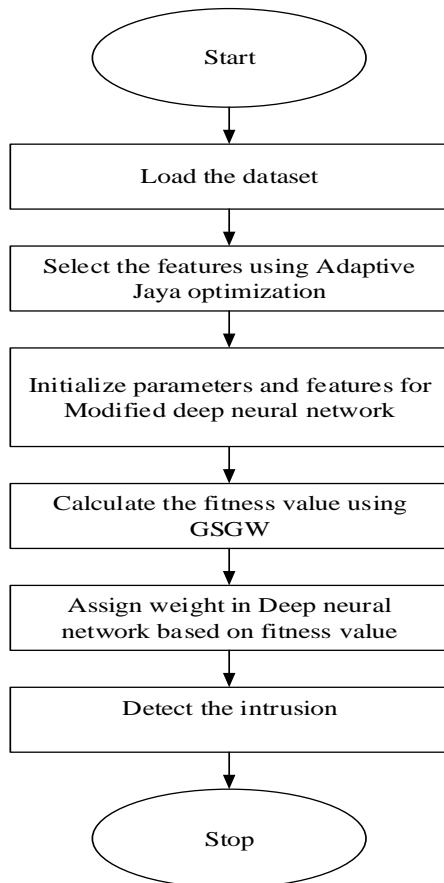 Start
Load the dataset
Select the features using Adaptive
Jaya optimization
Initialize parameters and features for
Modified deep neural network
Calculate the fitness value using
GSGW
Assign weight in Deep neural
network based on fitness value
Detect the intrusion
Stop